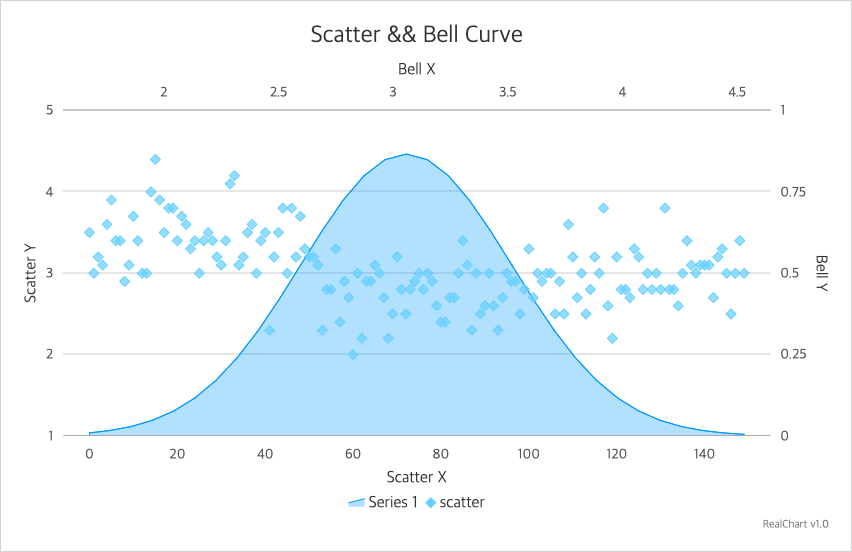 Scatter && Bell Curve
Bell X
2 2.5 3 3.5 4 4.5
5 1
4 0.75
3 0.5
2 0.25
1 0
Scatter Y
Bell Y
0 20 40 60 80 100 120 140
Scatter X
Series 1 scatter
RealChart v1.0